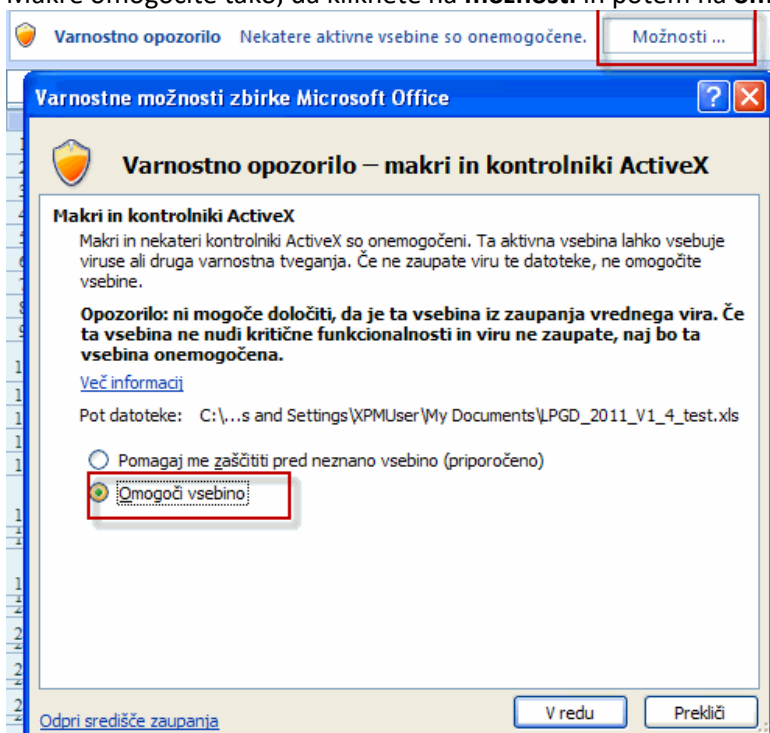 Makre omogočite tako, da kliknete na možnosti in potem na
Varnostno opozorilo Nekatere aktivne vsebine so onemogočene. Možnosti ...
Varnostne možnosti zbirke Microsoft Office
Varnostno opozorilo – makri in kontrolniki ActiveX
Makri in kontrolniki ActiveX
Makri in nekateri kontrolniki ActiveX so onemogočeni. Ta aktivna vsebina lahko vsebuje
viruse ali druga varnostna tveganja. Če ne zaupate viru te datoteke, ne omogočite
vsebine.
Opozorilo: ni mogoče določiti, da je ta vsebina iz zaupanja vrednega vira. Če
ta vsebina ne nudi kritične funkcionalnosti in viru ne zaupate, naj bo ta
vsebina onemogočena.
Več informacij
Pot datoteke: C:\...s and Settings\XPMUser\My Documents\LPGD_2011_V1_4_test.xls
Pomagaj me zaščititi pred neznano vsebino (priporočeno)
Omogoči vsebino
Odpri središče zaupanja V redu Prekliči